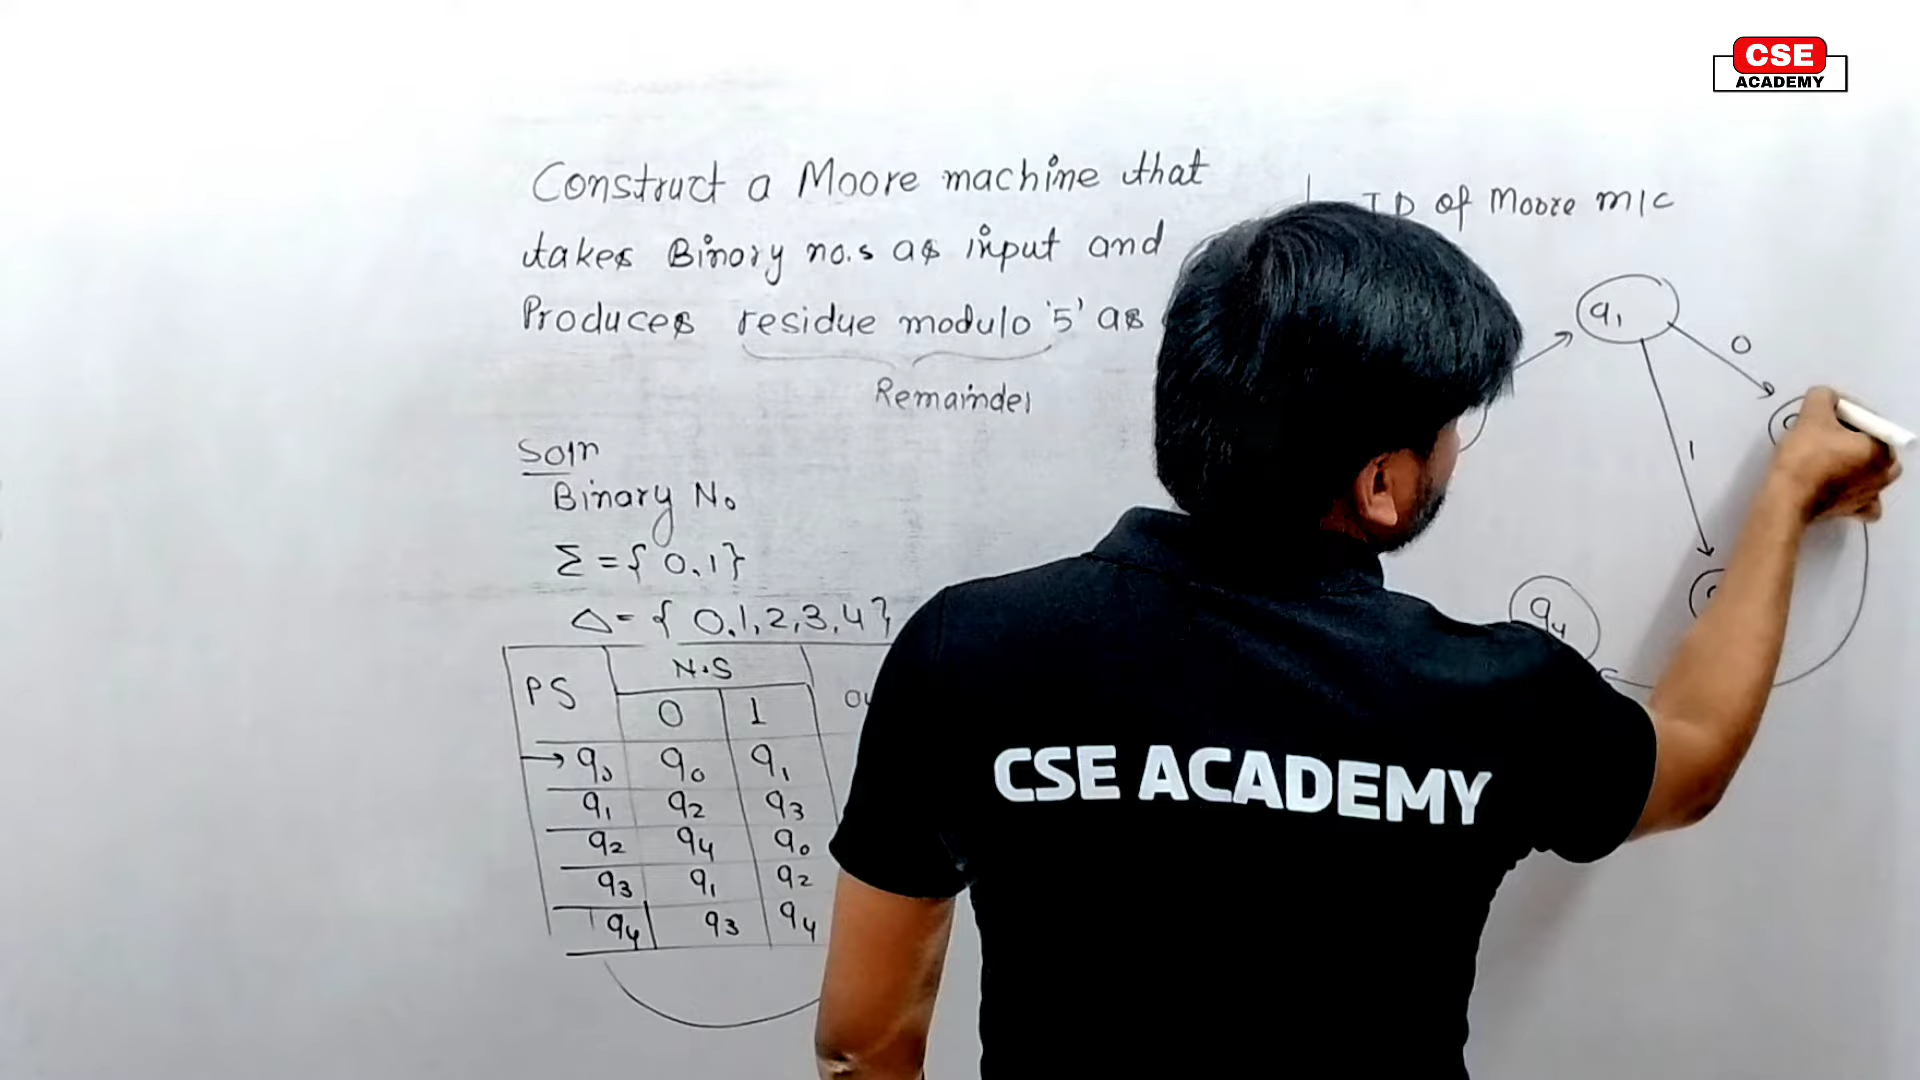 CSE
ACADEMY
Construct a Moore machine that
takes Binary no.s as input and
Produces residue modulo '5' as
Remainder
Soln
Binary No
Σ = { 0,1}
Δ = { 0,1,2,3,4}
PS N.S
0 1
→ q0 q0 q1
q1 q2 q3
q2 q4 q0
q3 q1 q2
q4 q3 q4
TD of Moore m/c
q1
0
1
q4
CSE ACADEMY